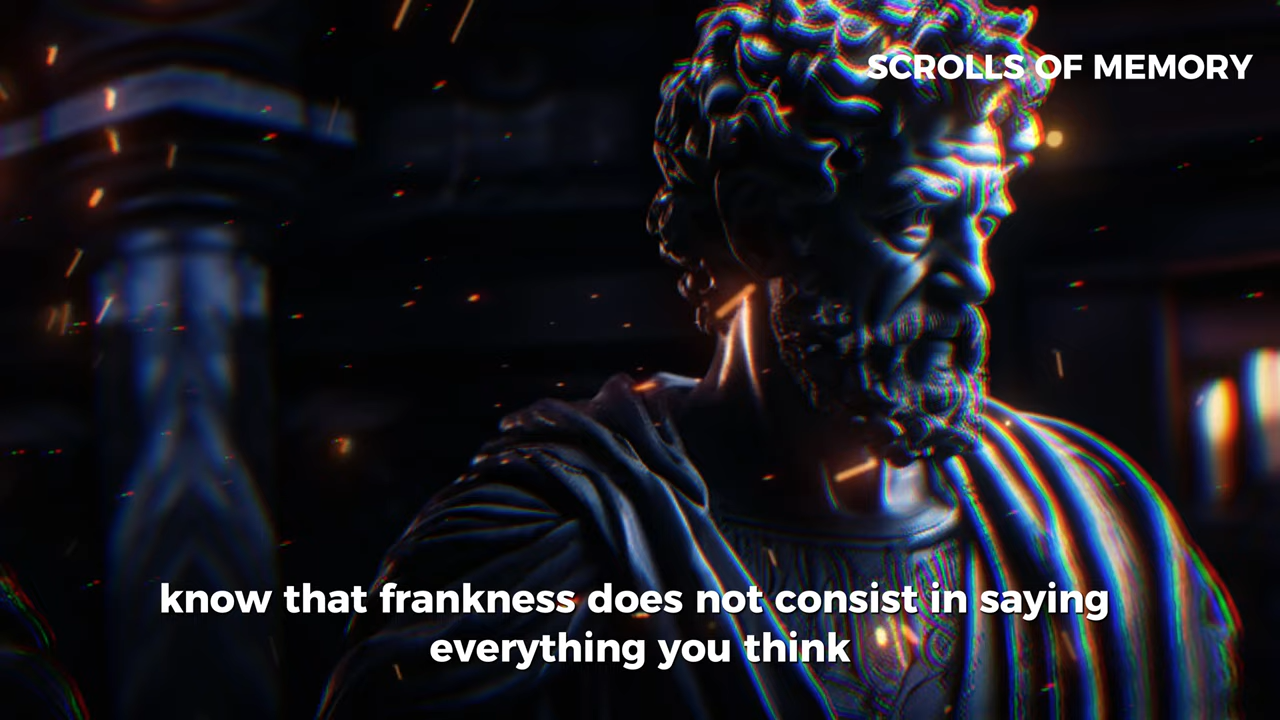 SCROLLS OF MEMORY
know that frankness does not consist in saying
everything you think